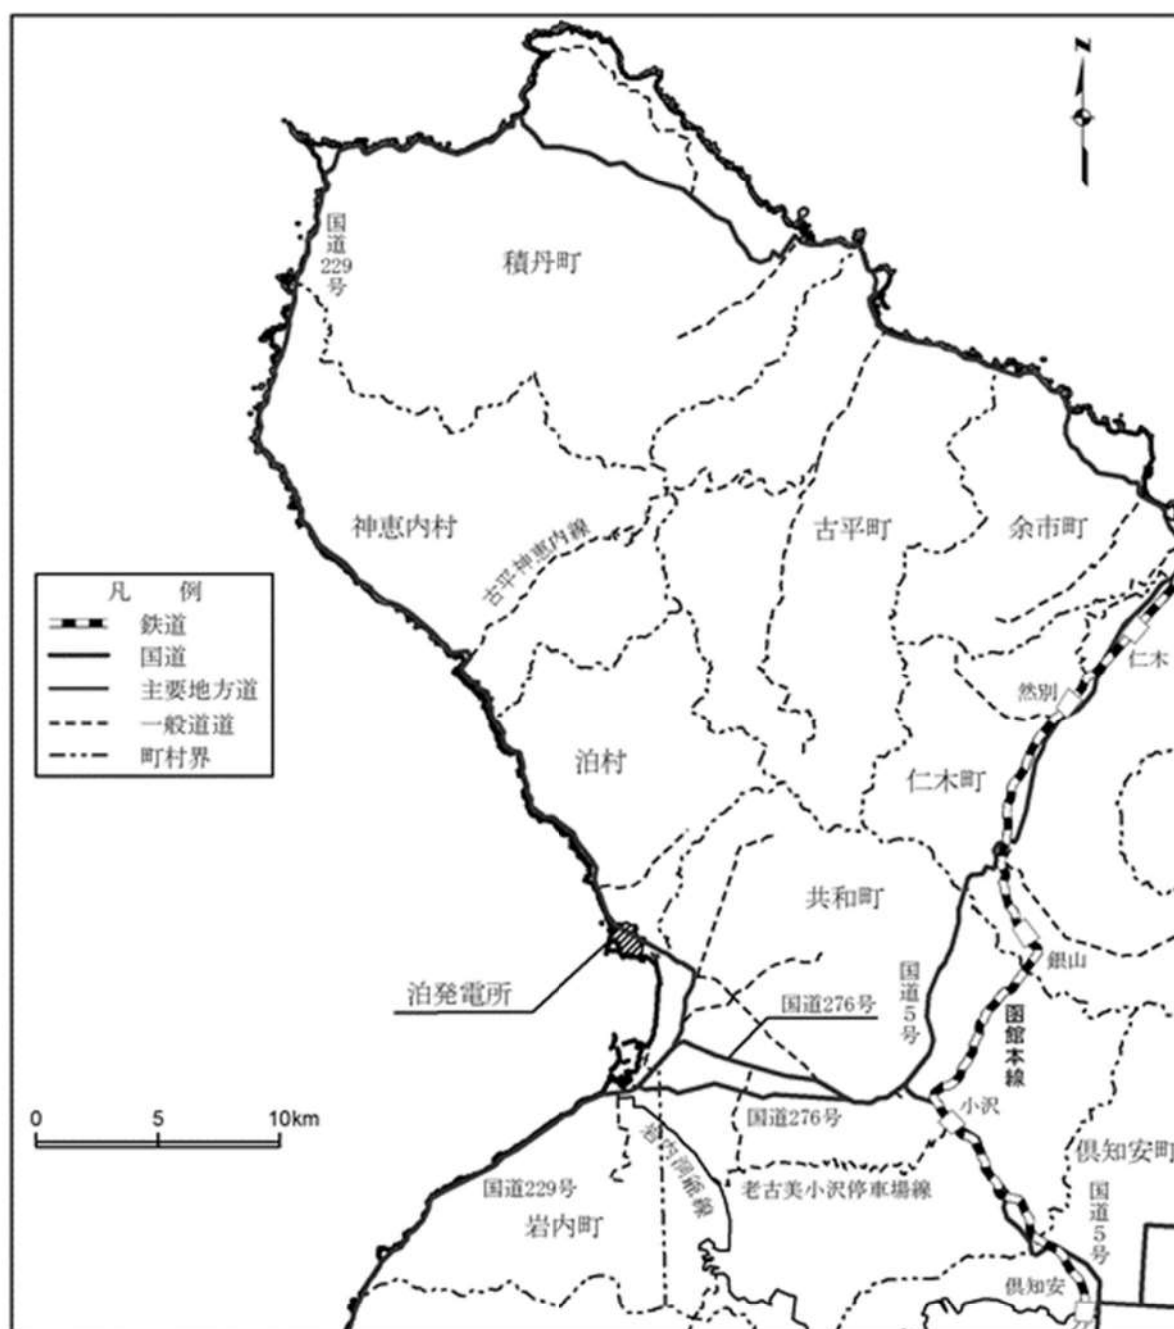 N
国道229号
積丹町
神恵内村
古平神恵内線
古平町
余市町
凡 例
鉄道
国道
主要地方道
一般道道
町村界
仁木
然別
泊村
仁木町
共和町
泊発電所
国道276号
国道5号
銀山
函館本線
0 5 10km
国道276号
小沢
岩内洞爺線
老古美小沢停車場線
倶知安町
国道229号
岩内町
国道5号
倶知安